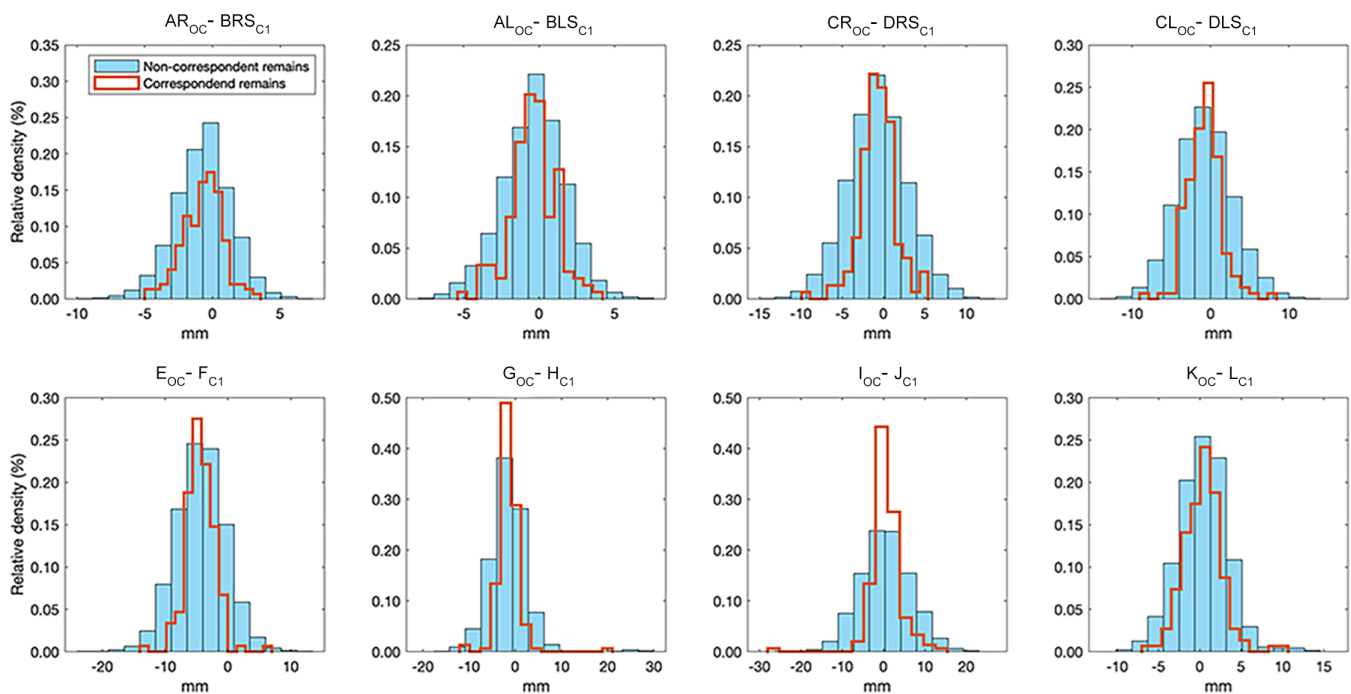 AR_OC- BRS_C1
AL_OC- BLS_C1
CR_OC- DRS_C1
CL_OC- DLS_C1
Relative density (%)
0.35
0.30
0.25
0.20
0.15
0.10
0.05
0.00
Non-correspondent remains
Correspondend remains
-10 -5 0 5
mm
0.25
0.20
0.15
0.10
0.05
0.00
-5 0 5
mm
0.25
0.20
0.15
0.10
0.05
0.00
-15 -10 -5 0 5 10
mm
0.30
0.25
0.20
0.15
0.10
0.05
0.00
-10 0 10
mm
E_OC- F_C1
G_OC- H_C1
I_OC- J_C1
K_OC- L_C1
Relative density (%)
0.30
0.25
0.20
0.15
0.10
0.05
0.00
-20 -10 0 10
mm
0.50
0.40
0.30
0.20
0.10
0.00
-20 -10 0 10 20 30
mm
0.50
0.40
0.30
0.20
0.10
0.00
-30 -20 -10 0 10 20
mm
0.30
0.25
0.20
0.15
0.10
0.05
0.00
-10 -5 0 5 10 15
mm